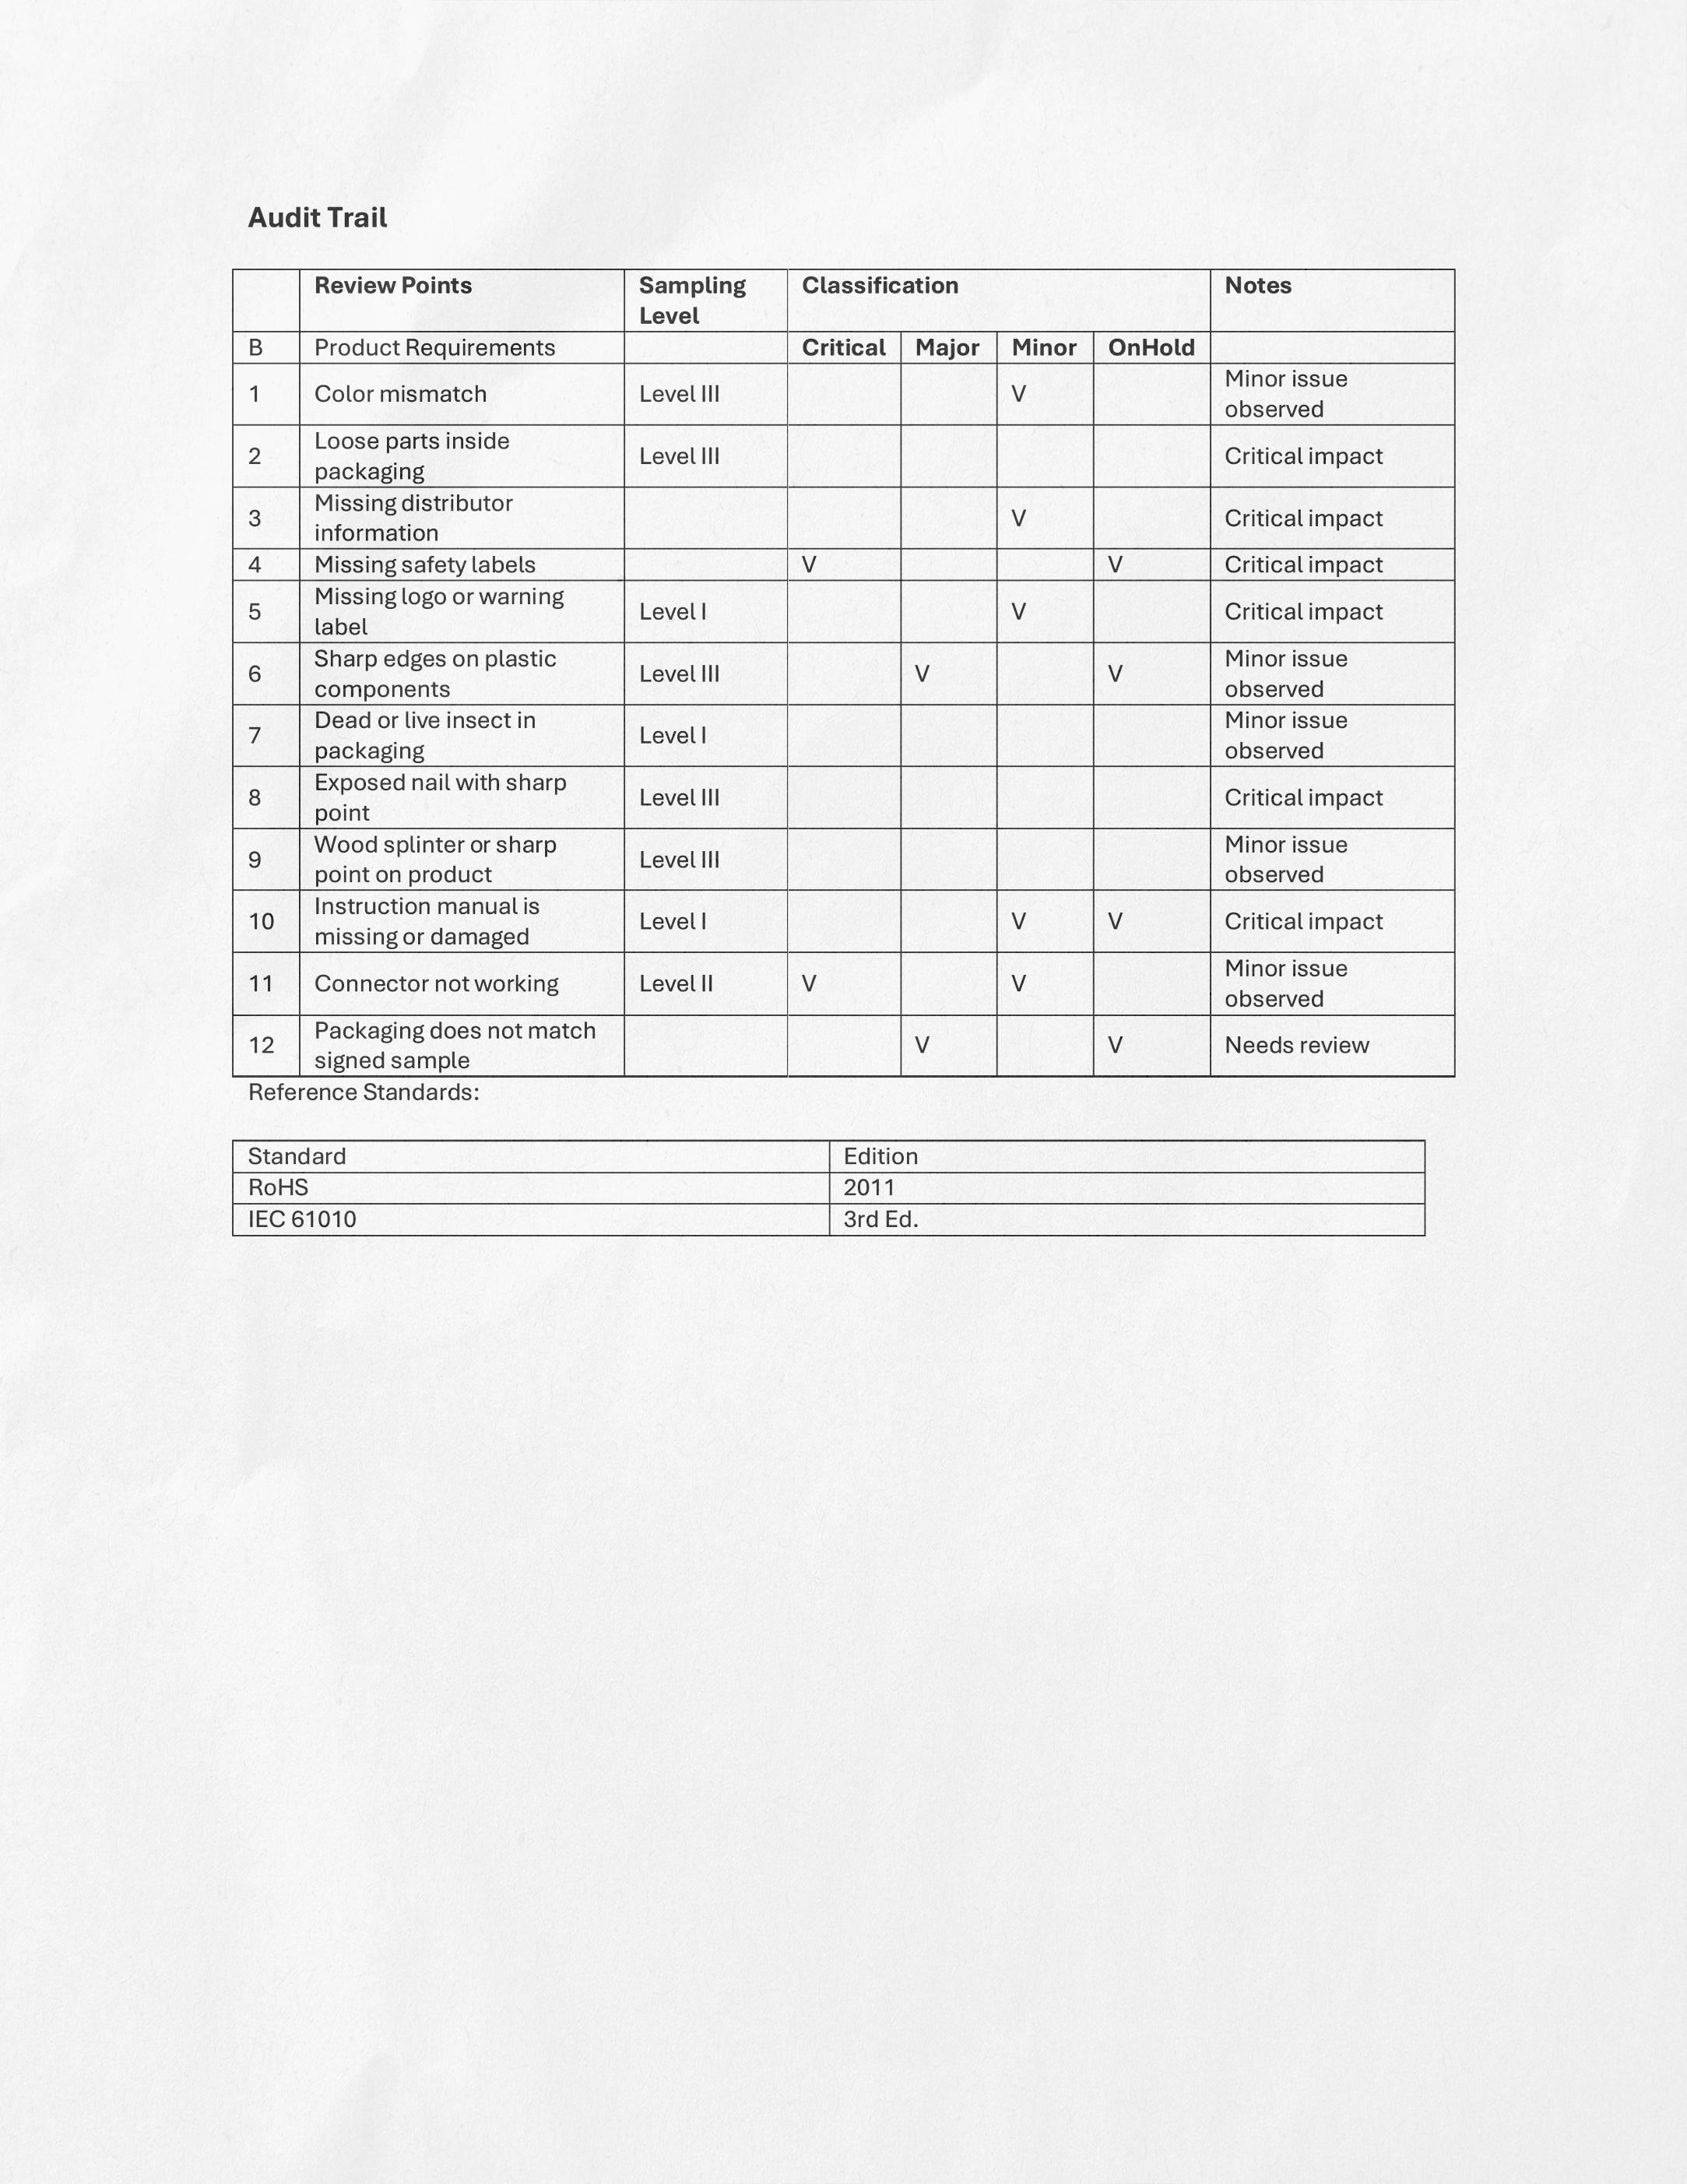 Audit Trail
Review Points Sampling Level Classification Notes
B Product Requirements Critical Major Minor OnHold
1 Color mismatch Level III V Minor issue observed
2 Loose parts inside packaging Level III Critical impact
3 Missing distributor information V Critical impact
4 Missing safety labels V V Critical impact
5 Missing logo or warning label Level I V Critical impact
6 Sharp edges on plastic components Level III V V Minor issue observed
7 Dead or live insect in packaging Level I Minor issue observed
8 Exposed nail with sharp point Level III Critical impact
9 Wood splinter or sharp point on product Level III Minor issue observed
10 Instruction manual is missing or damaged Level I V V Critical impact
11 Connector not working Level II V V Minor issue observed
12 Packaging does not match signed sample V V Needs review
Reference Standards:
Standard Edition
RoHS 2011
IEC 61010 3rd Ed.